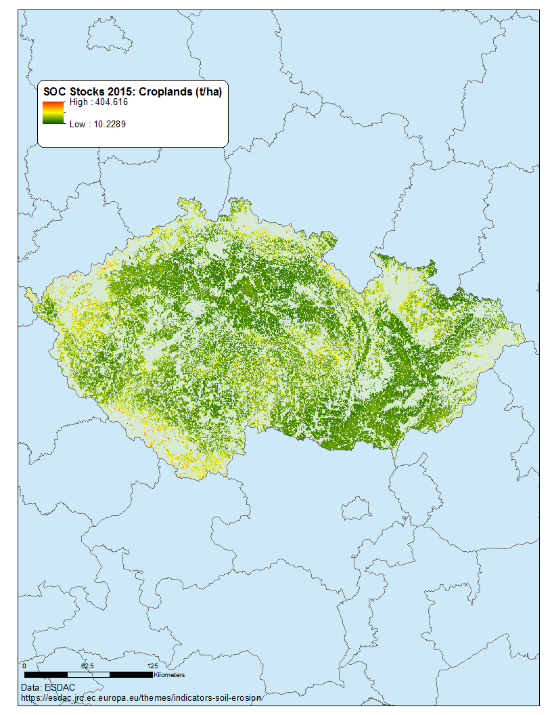 SOC Stocks 2015: Croplands (t/ha)
High : 404.616
Low : 10.2289
0 62.5 125
Kilometers
Data: ESDAC
https://esdac.jrc.ec.europa.eu/themes/indicators-soil-erosion/